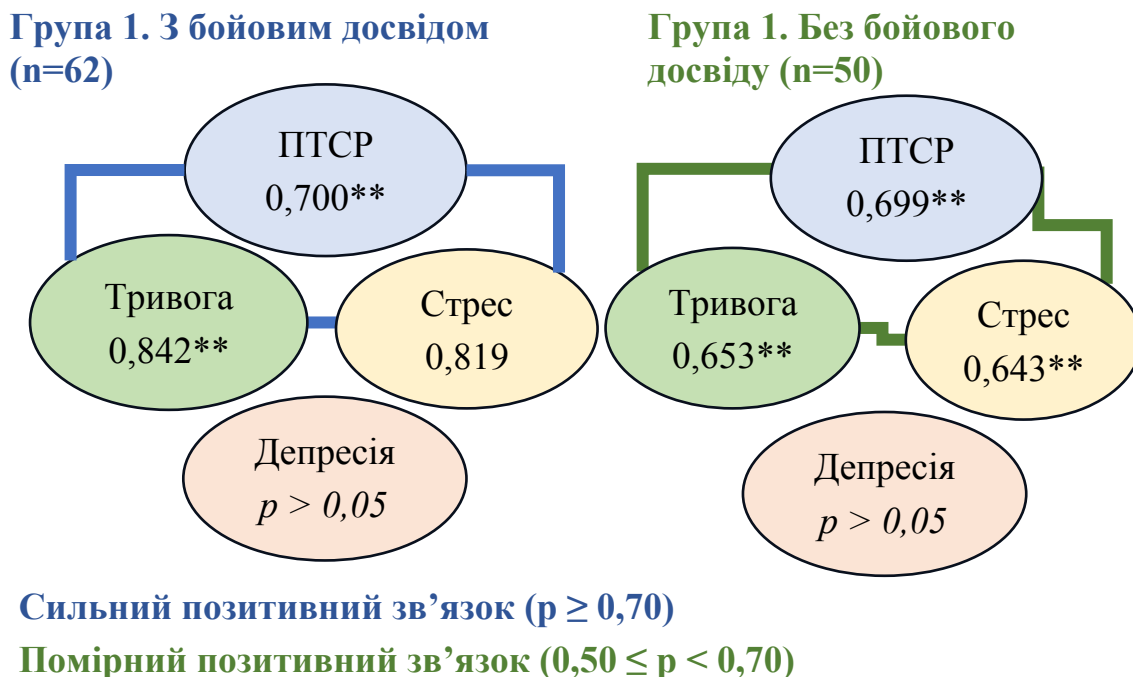 Група 1. З бойовим досвідом
(n=62)
ПТСР
0,700**
Тривога
0,842**
Стрес
0,819
Депресія
p > 0,05
Група 1. Без бойового
досвіду (n=50)
ПТСР
0,699**
Тривога
0,653**
Стрес
0,643**
Депресія
p > 0,05
Сильний позитивний зв’язок (p ≥ 0,70)
Помірний позитивний зв’язок (0,50 ≤ p < 0,70)